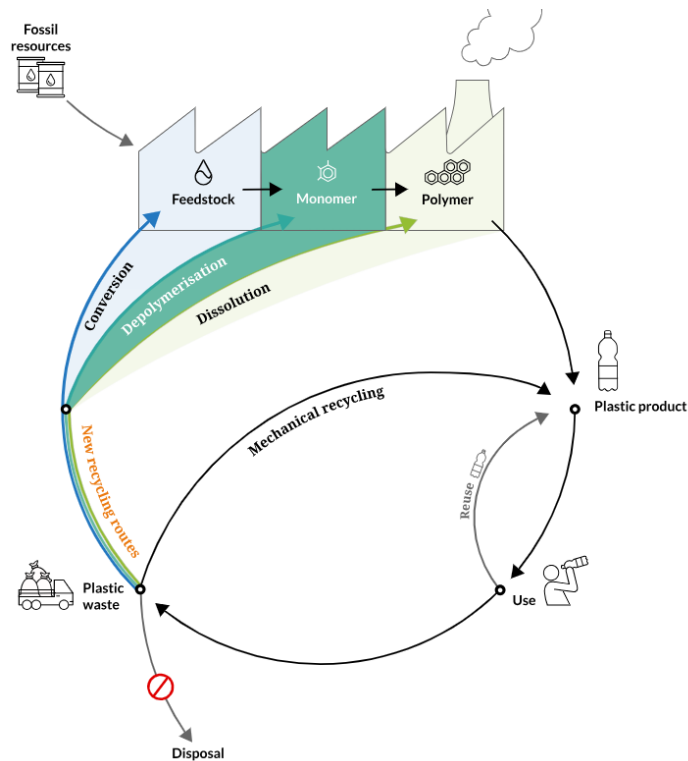 Fossil
resources
Feedstock
Monomer
Polymer
Conversion
Depolymerisation
Dissolution
Mechanical recycling
Plastic product
New recycling routes
Reuse
Plastic
waste
Use
Disposal